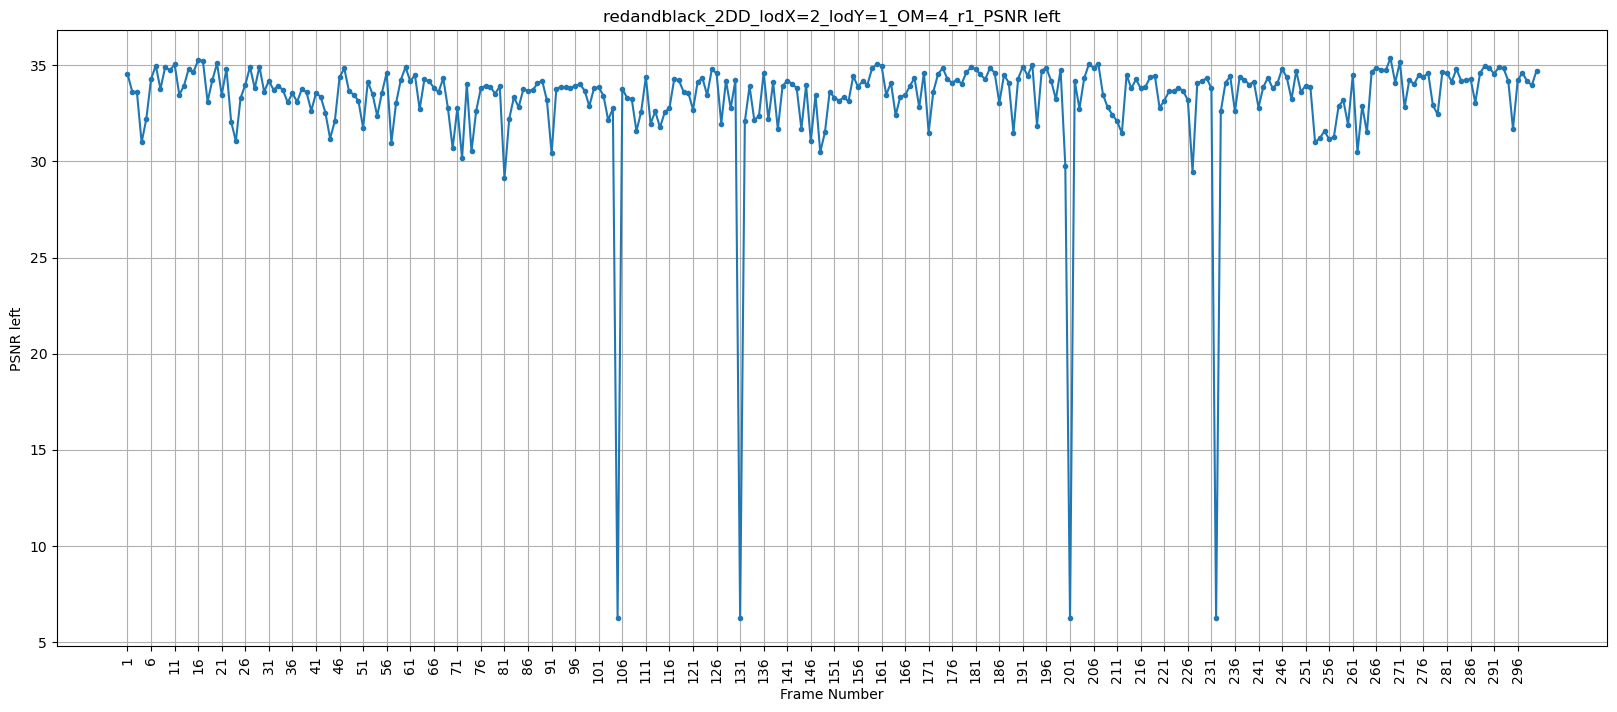 redandblack_2DD_lodX=2_lodY=1_OM=4_r1_PSNR left
PSNR left
35
30
25
20
15
10
5
1 6 11 16 21 26 31 36 41 46 51 56 61 66 71 76 81 86 91 96 101 106 111 116 121 126 131 136 141 146 151 156 161 166 171 176 181 186 191 196 201 206 211 216 221 226 231 236 241 246 251 256 261 266 271 276 281 286 291 296
Frame Number